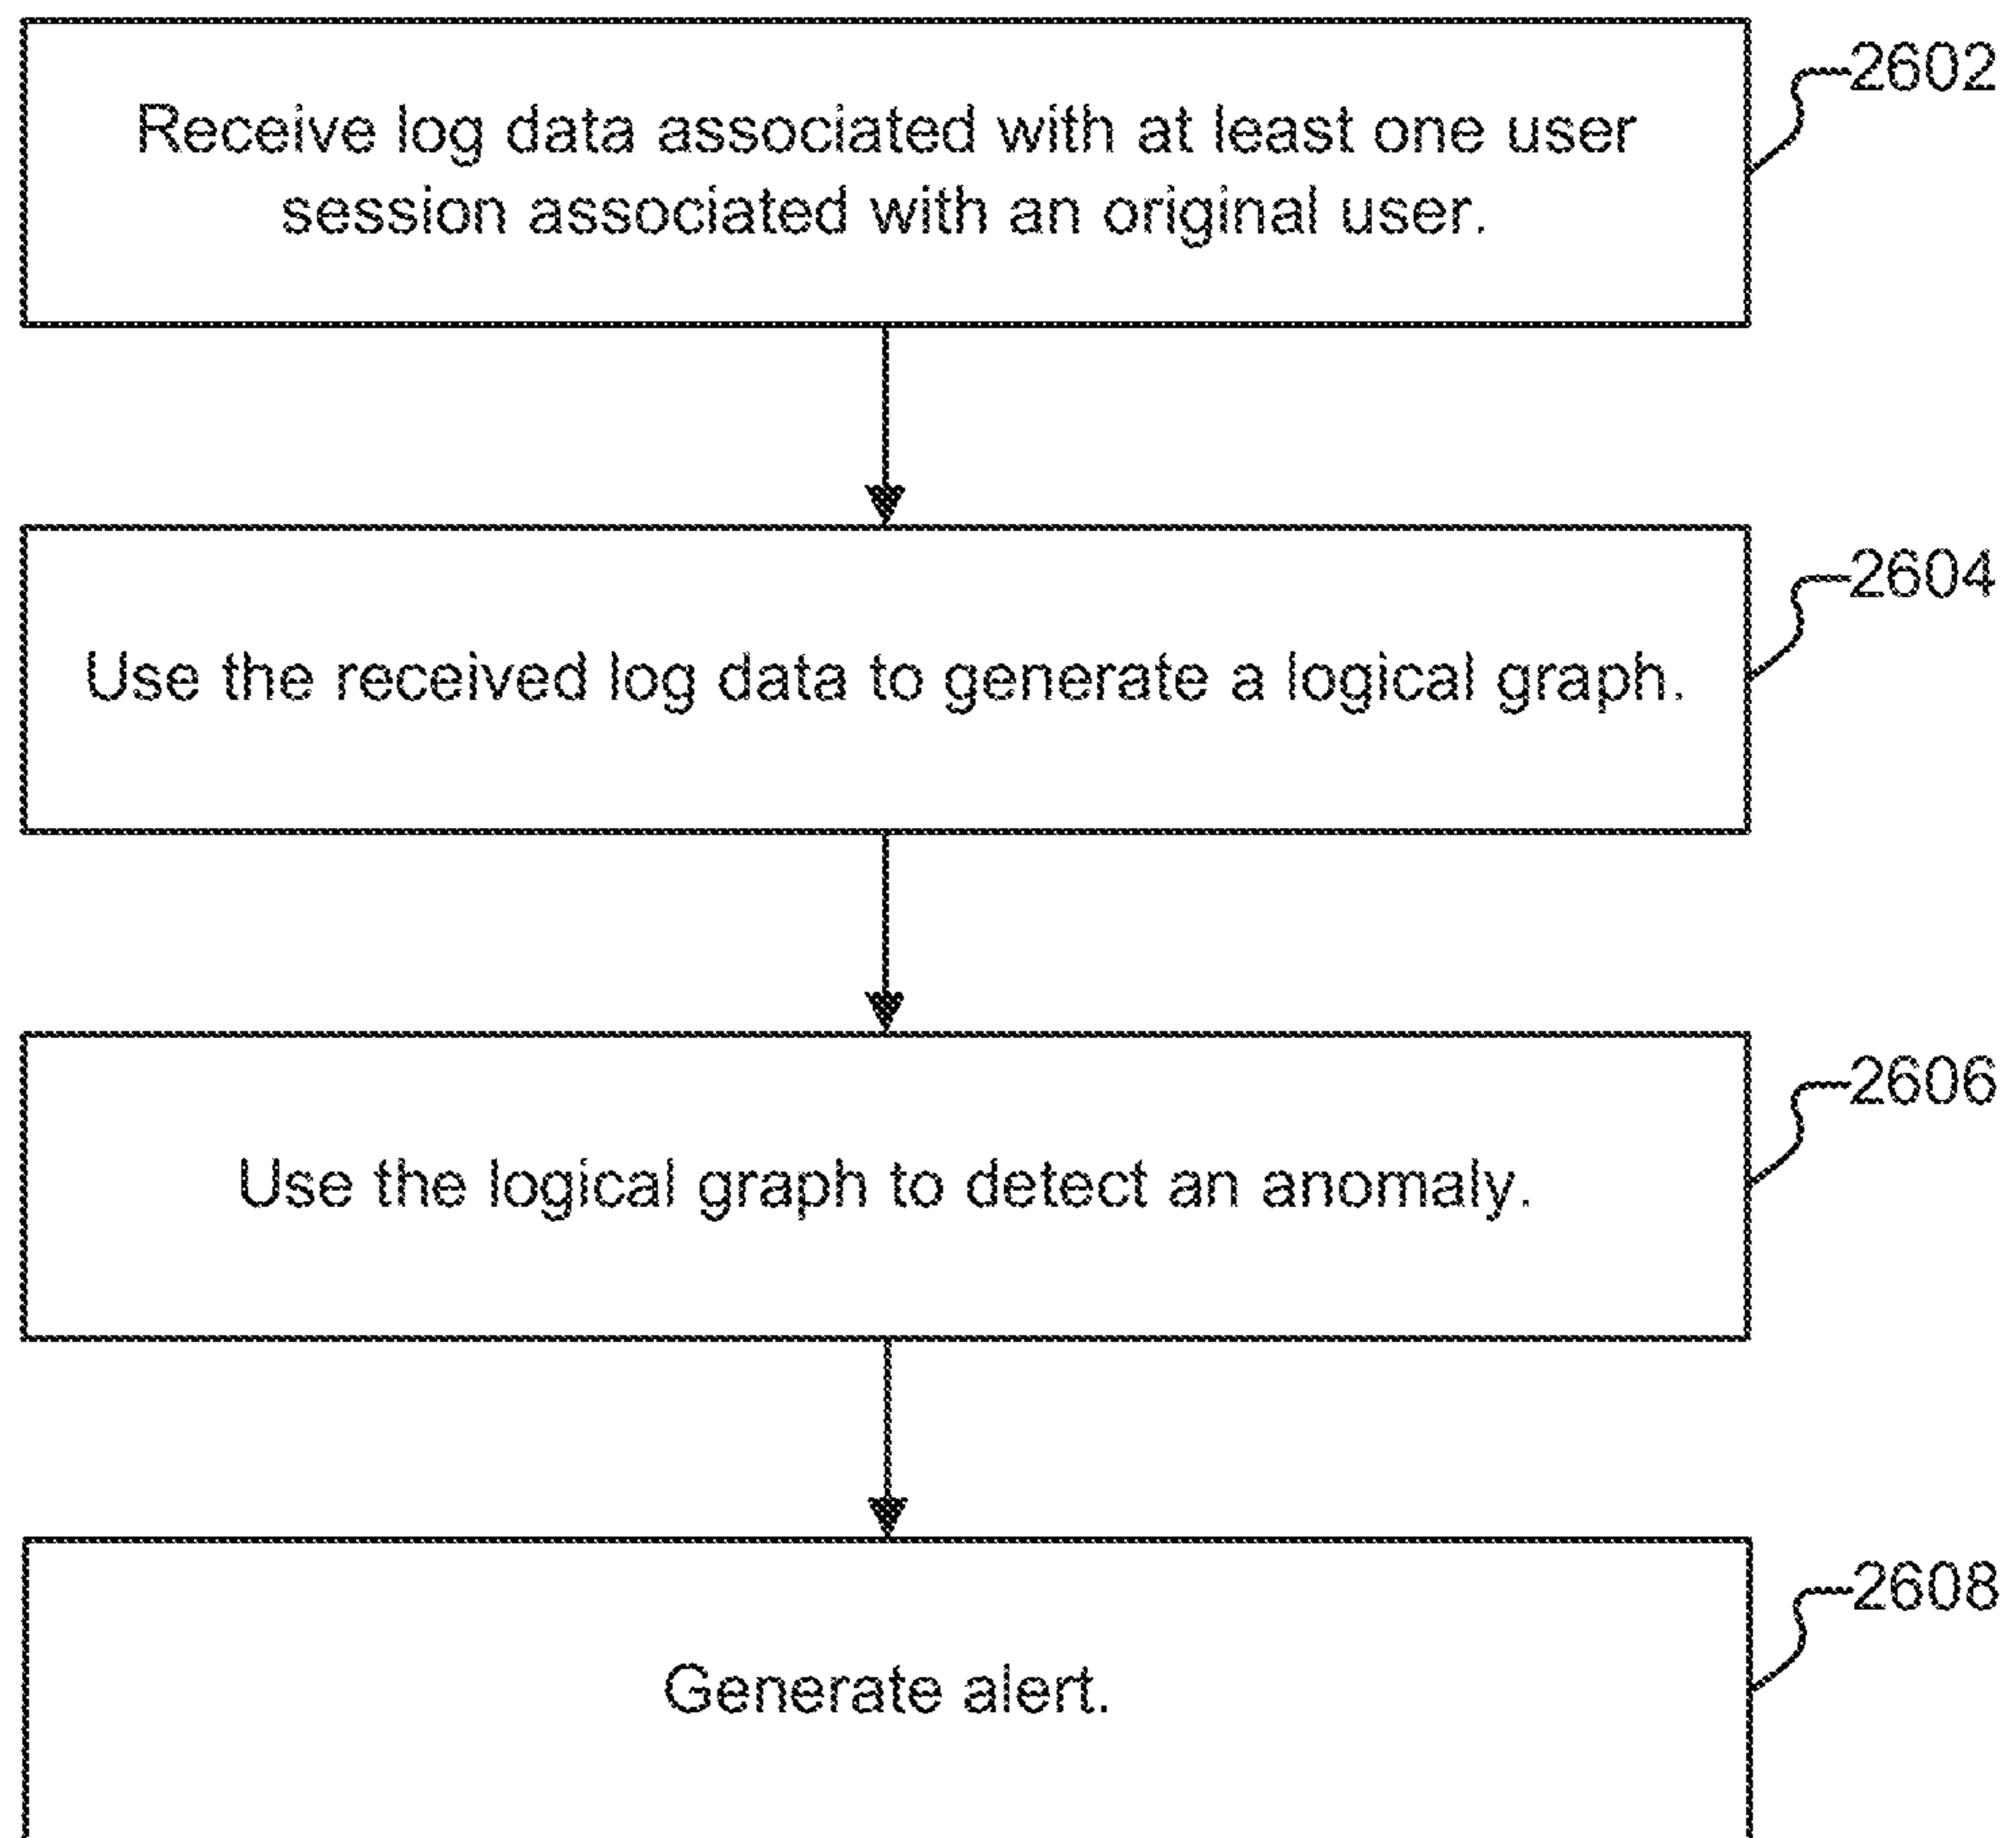 2602
Receive log data associated with at least one user
session associated with an original user.
2604
Use the received log data to generate a logical graph.
2606
Use the logical graph to detect an anomaly.
2608
Generate alert.